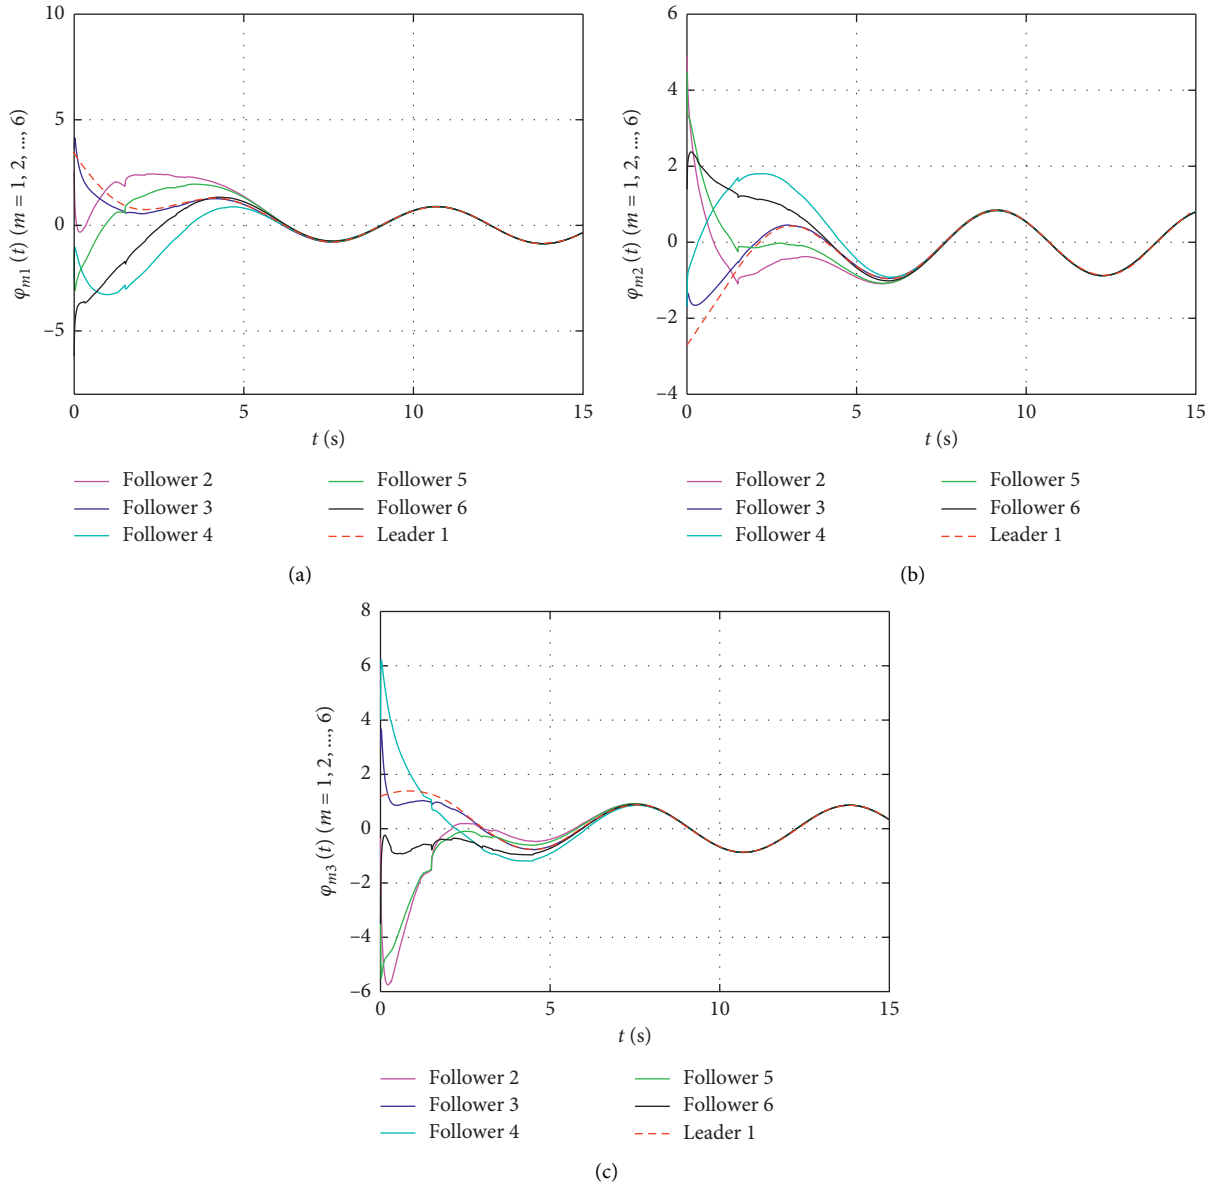 10
5
0
−5
0
5
10
15
φm1 (t) (m = 1, 2, ..., 6)
t (s)
Follower 2
Follower 3
Follower 4
Follower 5
Follower 6
Leader 1
(a)
6
4
2
0
−2
−4
0
5
10
15
φm2 (t) (m = 1, 2, ..., 6)
t (s)
Follower 2
Follower 3
Follower 4
Follower 5
Follower 6
Leader 1
(b)
8
6
4
2
0
−2
−4
−6
0
5
10
15
φm3 (t) (m = 1, 2, ..., 6)
t (s)
Follower 2
Follower 3
Follower 4
Follower 5
Follower 6
Leader 1
(c)